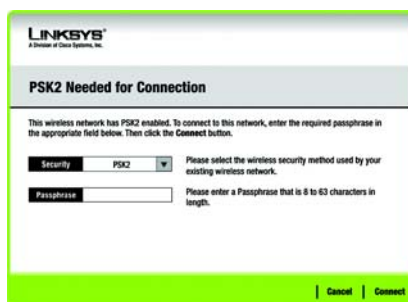 LINKSYS®
A Division of Cisco Systems, Inc.
PSK2 Needed for Connection
This wireless network has PSK2 enabled. To connect to this network, enter the required passphrase in
the appropriate field below. Then click the Connect button.
Security PSK2 Please select the wireless security method used by your
existing wireless network.
Passphrase Please enter a Passphrase that is 8 to 63 characters in
length.
Cancel Connect